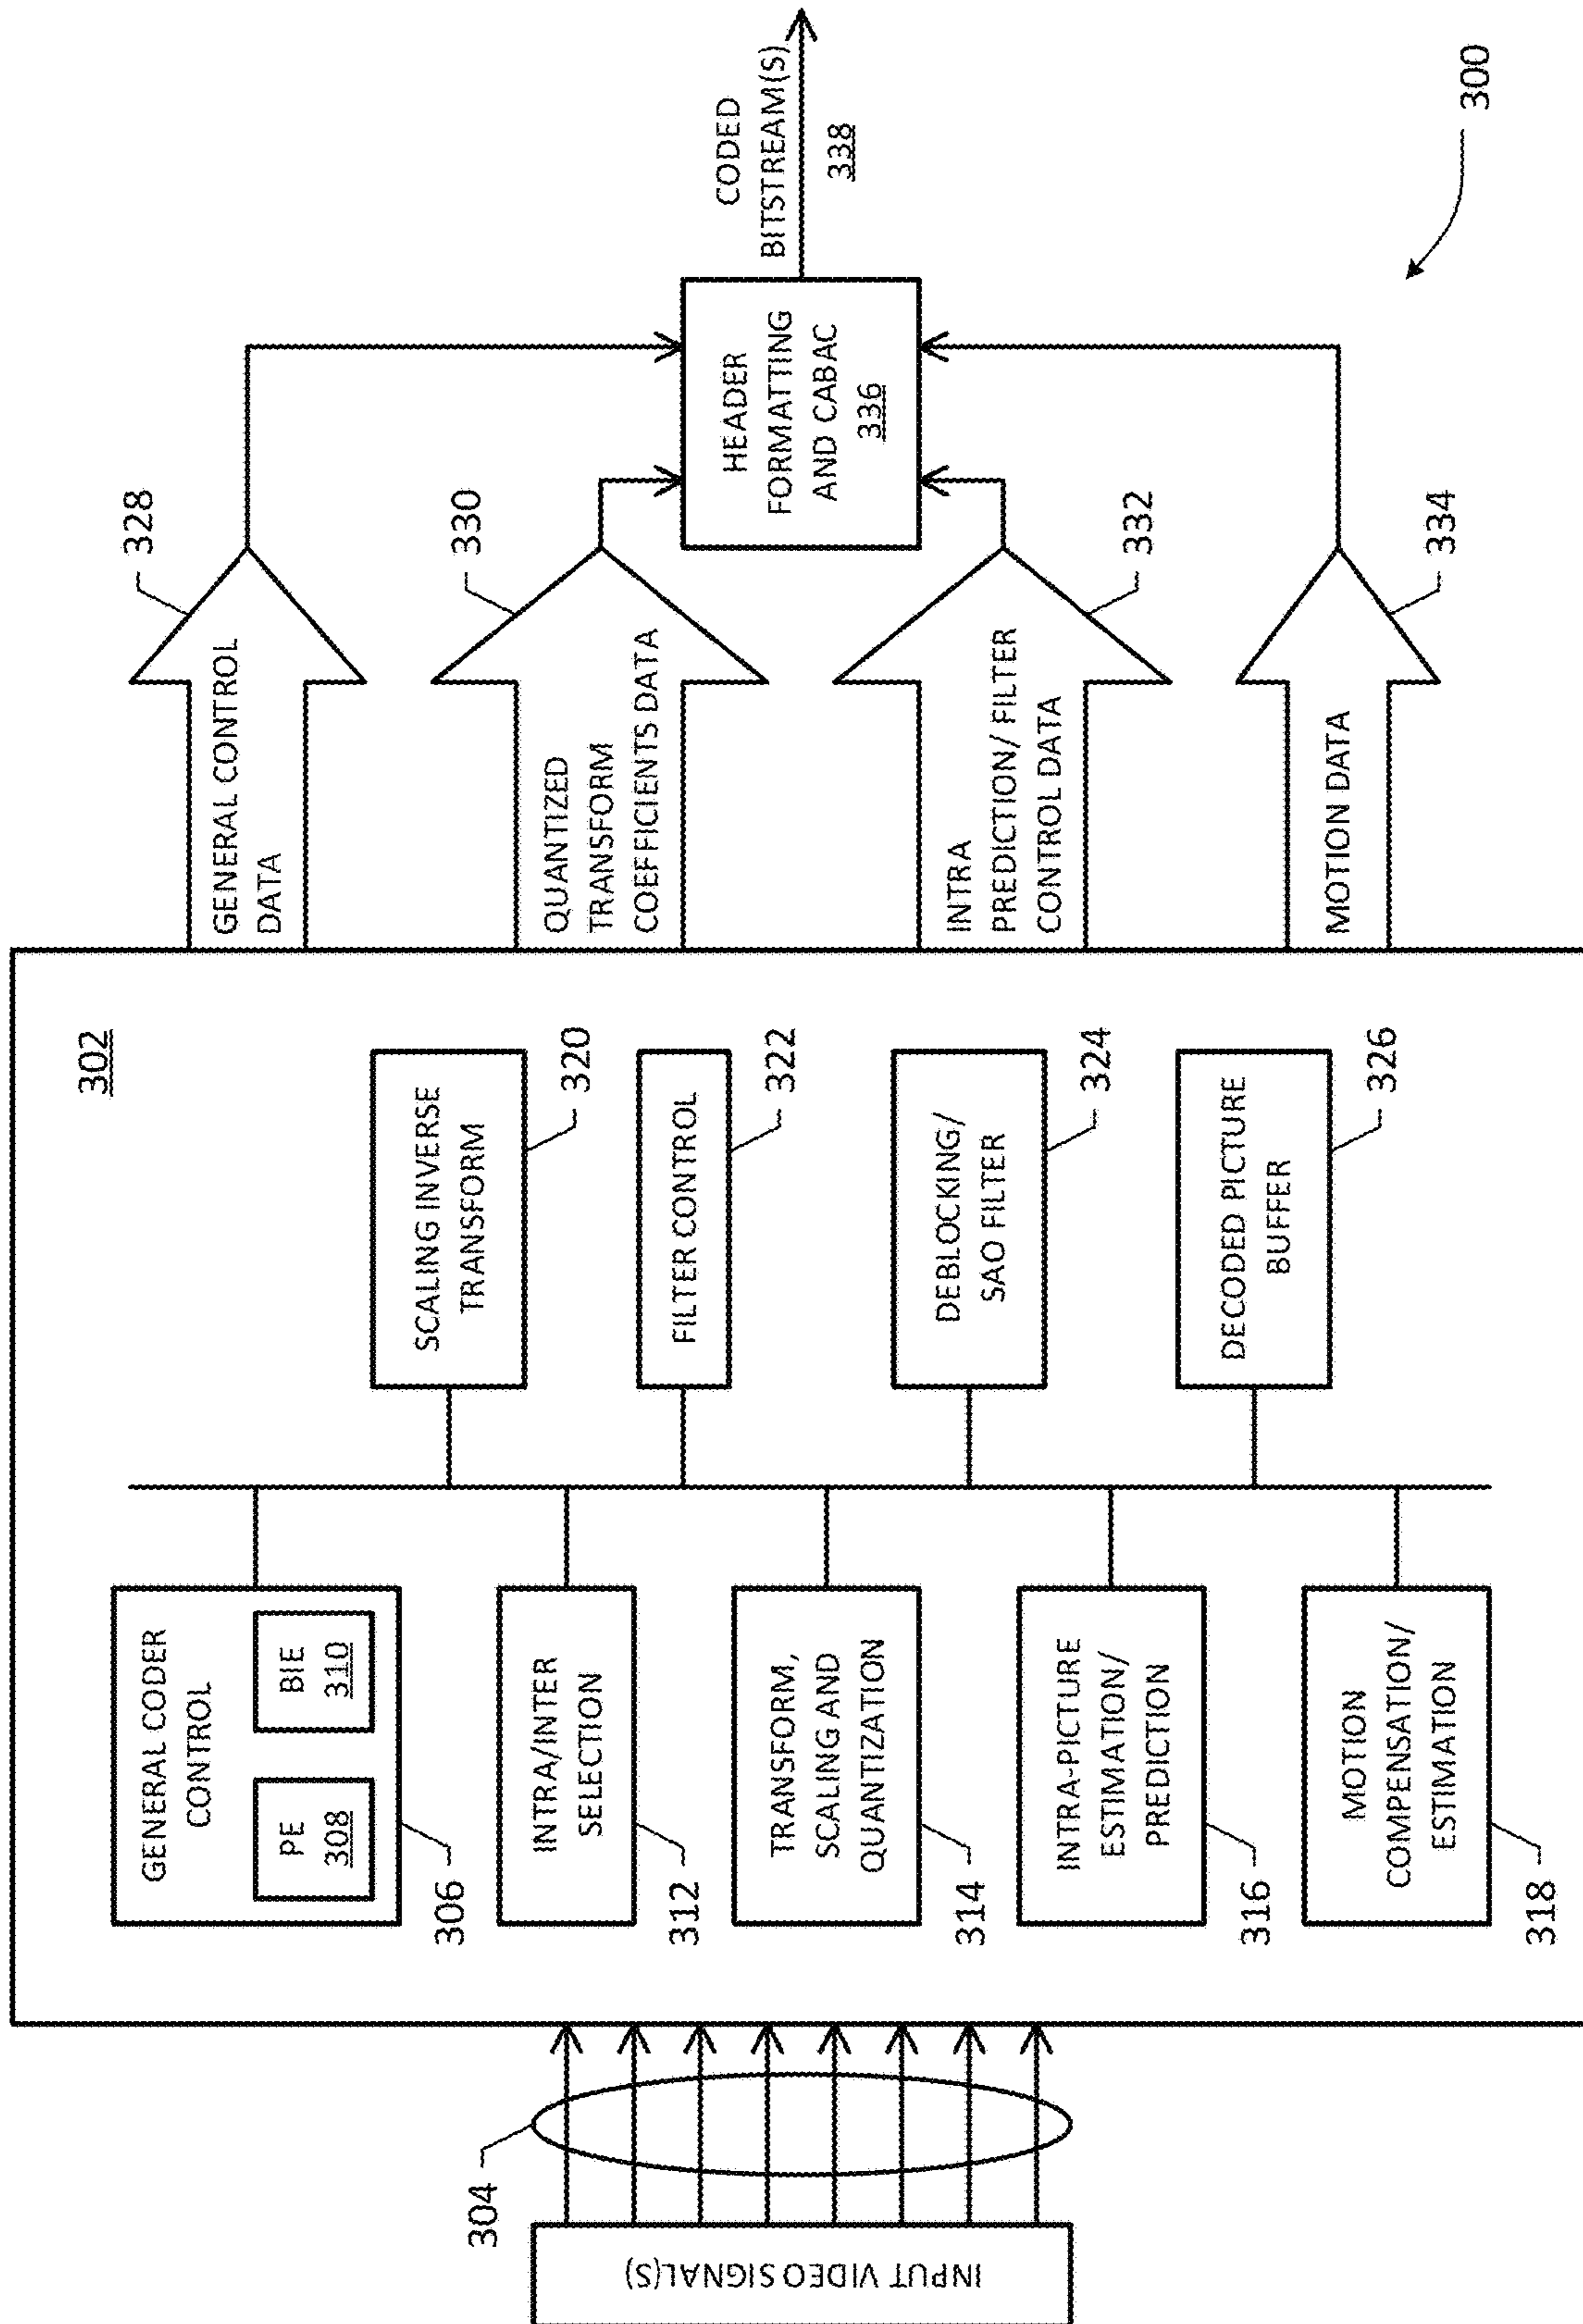 INPUT VIDEO SIGNAL(S)
304
302
GENERAL CODER
CONTROL
PE
308
BIE
310
306
INTRA/INTER
SELECTION
312
TRANSFORM,
SCALING AND
QUANTIZATION
314
INTRA-PICTURE
ESTIMATION/
PREDICTION
316
MOTION
COMPENSATION/
ESTIMATION
318
SCALING INVERSE
TRANSFORM
320
FILTER CONTROL
322
DEBLOCKING/
SAO FILTER
324
DECODED PICTURE
BUFFER
326
GENERAL CONTROL
DATA
328
QUANTIZED
TRANSFORM
COEFFICIENTS DATA
330
INTRA
PREDICTION/ FILTER
CONTROL DATA
332
MOTION DATA
334
HEADER
FORMATTING
AND CABAC
336
CODED
BITSTREAM(S)
338
300